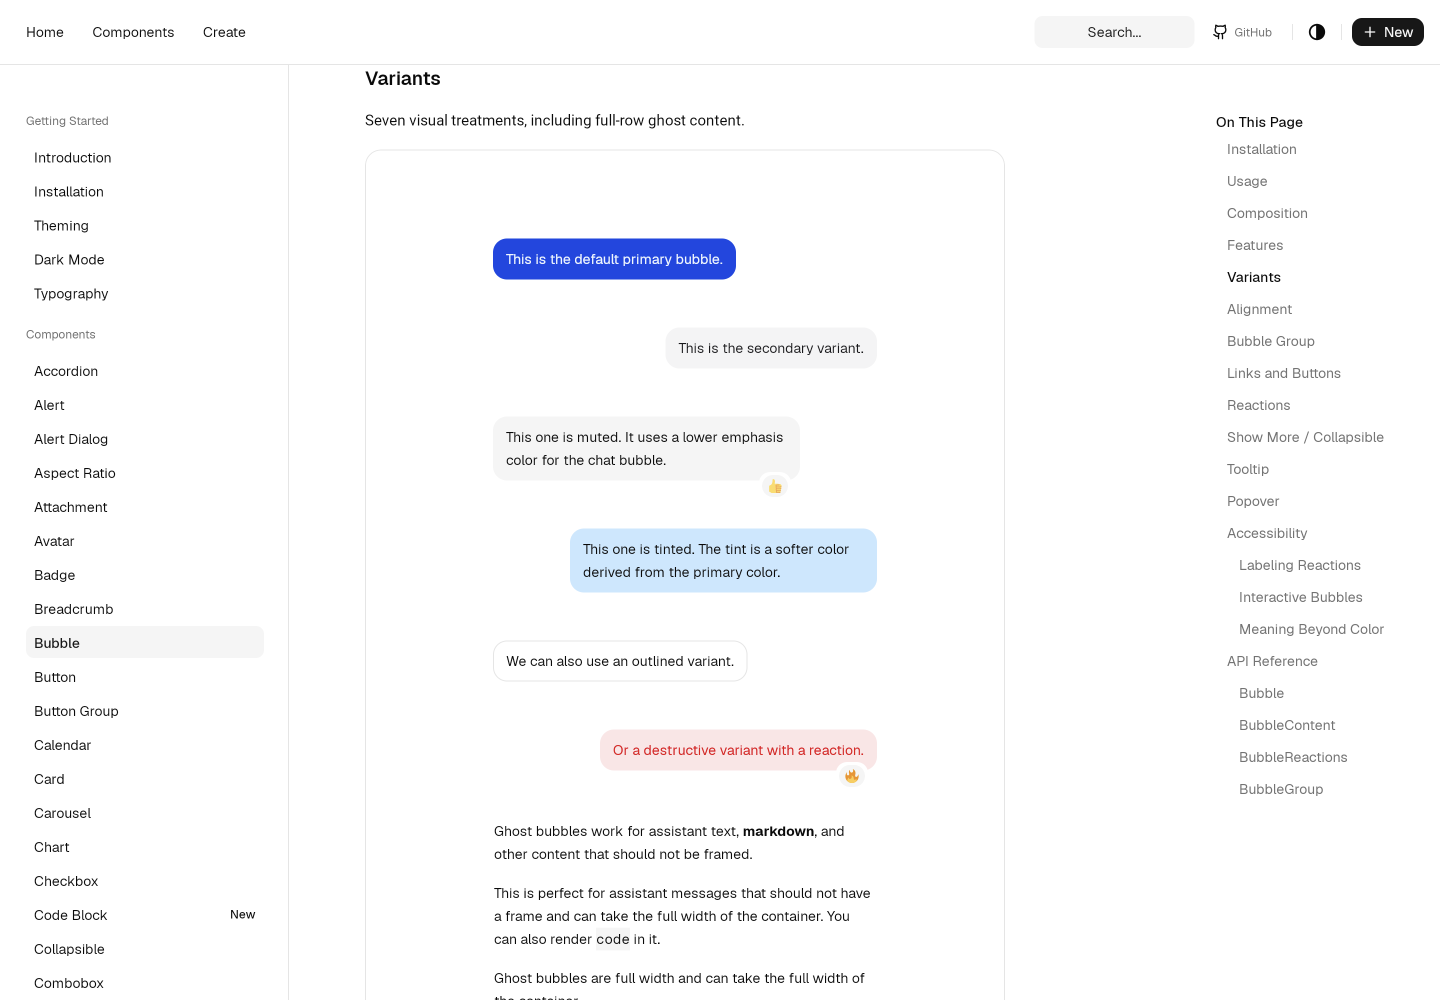 Home
Components
Create
Search...
GitHub
New
Getting Started
Introduction
Installation
Theming
Dark Mode
Typography
Components
Accordion
Alert
Alert Dialog
Aspect Ratio
Attachment
Avatar
Badge
Breadcrumb
Bubble
Button
Button Group
Calendar
Card
Carousel
Chart
Checkbox
Code Block
New
Collapsible
Combobox
Variants
Seven visual treatments, including full-row ghost content.
This is the default primary bubble.
This is the secondary variant.
This one is muted. It uses a lower emphasis
color for the chat bubble.
👍
This one is tinted. The tint is a softer color
derived from the primary color.
We can also use an outlined variant.
Or a destructive variant with a reaction.
🔥
Ghost bubbles work for assistant text, markdown, and
other content that should not be framed.
This is perfect for assistant messages that should not have
a frame and can take the full width of the container. You
can also render code in it.
Ghost bubbles are full width and can take the full width of
the container.
On This Page
Installation
Usage
Composition
Features
Variants
Alignment
Bubble Group
Links and Buttons
Reactions
Show More / Collapsible
Tooltip
Popover
Accessibility
Labeling Reactions
Interactive Bubbles
Meaning Beyond Color
API Reference
Bubble
BubbleContent
BubbleReactions
BubbleGroup